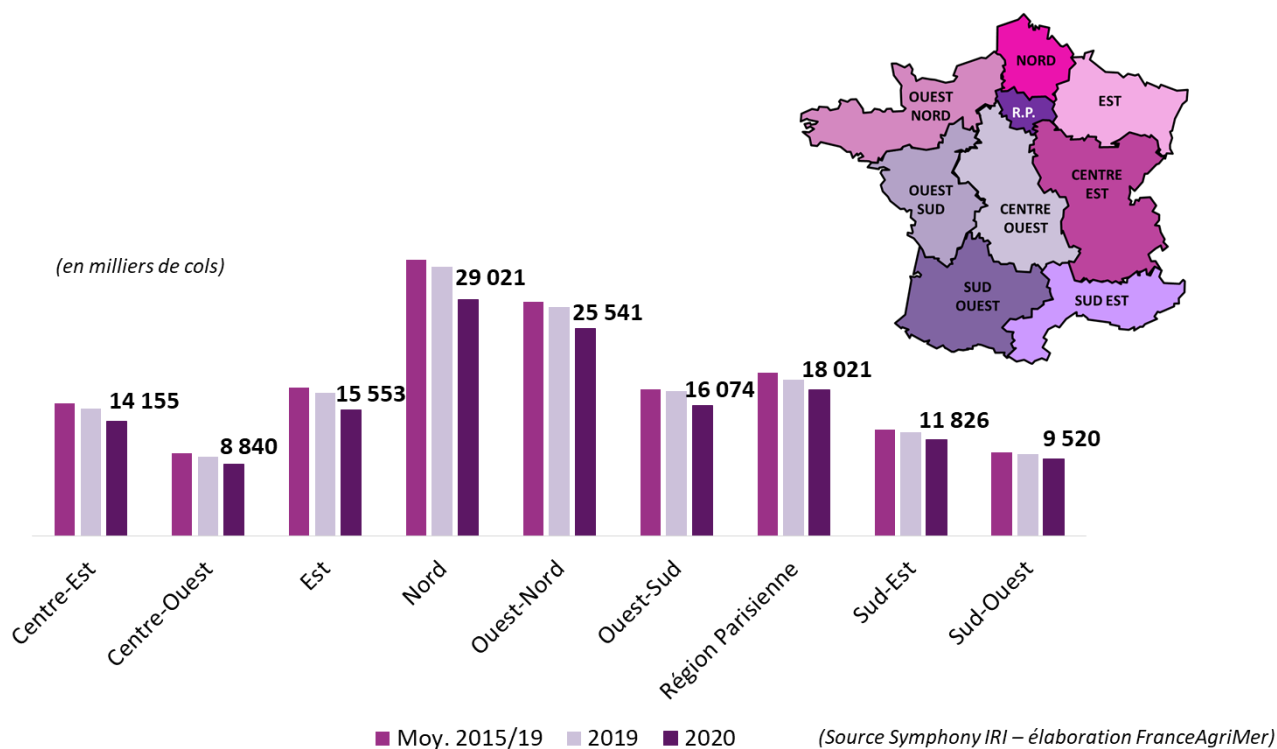 NORD
OUEST
NORD
EST
R.P.
CENTRE
EST
OUEST
SUD
CENTRE
OUEST
SUD
OUEST
SUD EST
(en milliers de cols)
14 155
8 840
15 553
29 021
25 541
16 074
18 021
11 826
9 520
Centre-Est
Centre-Ouest
Est
Nord
Ouest-Nord
Ouest-Sud
Région Parisienne
Sud-Est
Sud-Ouest
Moy. 2015/19 2019 2020
(Source Symphony IRI – élaboration FranceAgriMer)